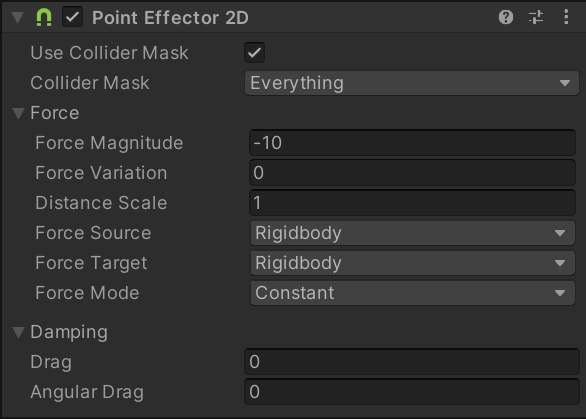 Point Effector 2D
Use Collider Mask
Collider Mask Everything
Force
Force Magnitude -10
Force Variation 0
Distance Scale 1
Force Source Rigidbody
Force Target Rigidbody
Force Mode Constant
Damping
Drag 0
Angular Drag 0